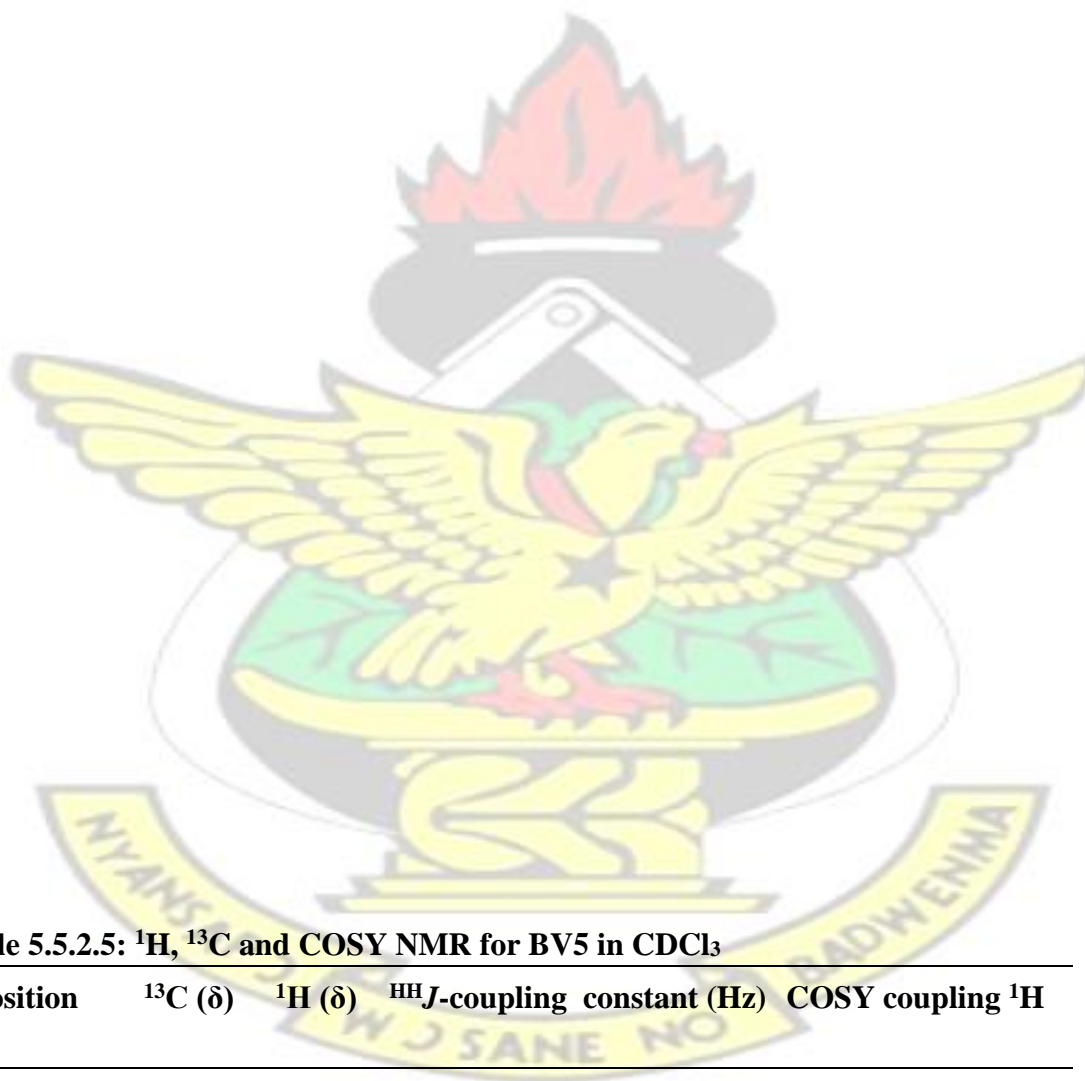 le 5.5.2.5: ¹H, ¹³C and COSY NMR for BV5 in CDCl₃
sition ¹³C (δ) ¹H (δ) ᴴᴴJ-coupling constant (Hz) COSY coupling ¹H
NYANSAPO WƆ SANE NO BADWENMA